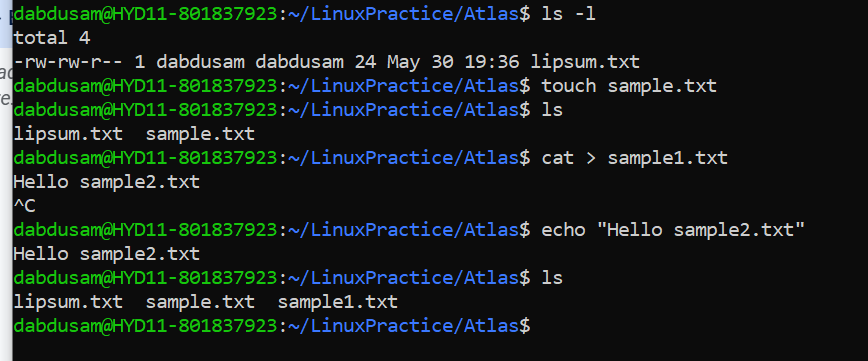 dabdusam@HYD11-801837923:~/LinuxPractice/Atlas$ ls -l
total 4
-rw-rw-r-- 1 dabdusam dabdusam 24 May 30 19:36 lipsum.txt
dabdusam@HYD11-801837923:~/LinuxPractice/Atlas$ touch sample.txt
dabdusam@HYD11-801837923:~/LinuxPractice/Atlas$ ls
lipsum.txt  sample.txt
dabdusam@HYD11-801837923:~/LinuxPractice/Atlas$ cat > sample1.txt
Hello sample2.txt
^C
dabdusam@HYD11-801837923:~/LinuxPractice/Atlas$ echo "Hello sample2.txt"
Hello sample2.txt
dabdusam@HYD11-801837923:~/LinuxPractice/Atlas$ ls
lipsum.txt  sample.txt  sample1.txt
dabdusam@HYD11-801837923:~/LinuxPractice/Atlas$